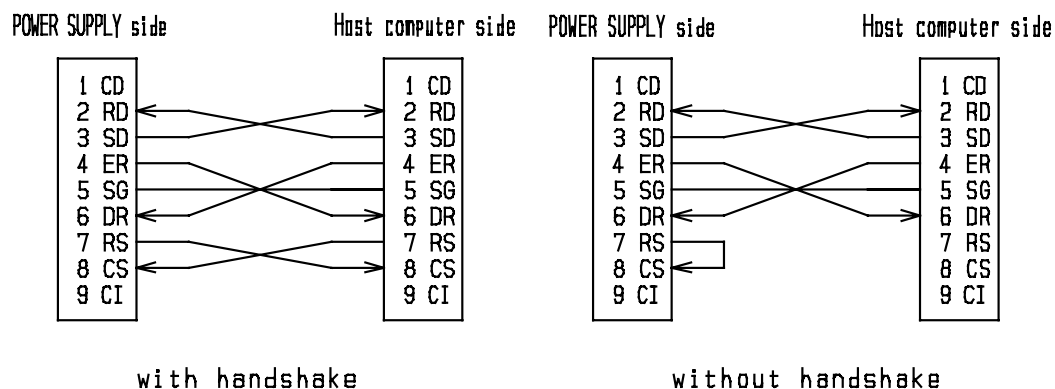 POWER SUPPLY side
Host computer side
1 CD
2 RD
3 SD
4 ER
5 SG
6 DR
7 RS
8 CS
9 CI
1 CD
2 RD
3 SD
4 ER
5 SG
6 DR
7 RS
8 CS
9 CI
with handshake
POWER SUPPLY side
Host computer side
1 CD
2 RD
3 SD
4 ER
5 SG
6 DR
7 RS
8 CS
9 CI
1 CD
2 RD
3 SD
4 ER
5 SG
6 DR
7 RS
8 CS
9 CI
without handshake